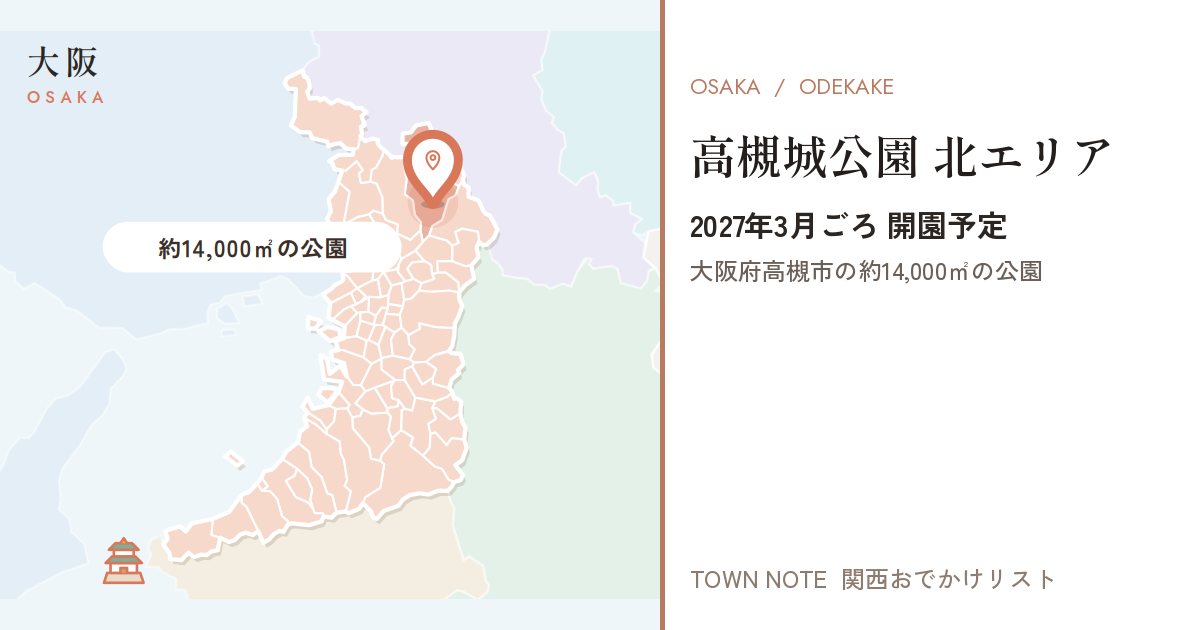 大阪
OSAKA
約14,000㎡の公園
OSAKA / ODEKAKE
高槻城公園 北エリア
2027年3月ごろ 開園予定
大阪府高槻市の約14,000㎡の公園
TOWN NOTE 関西おでかけリスト